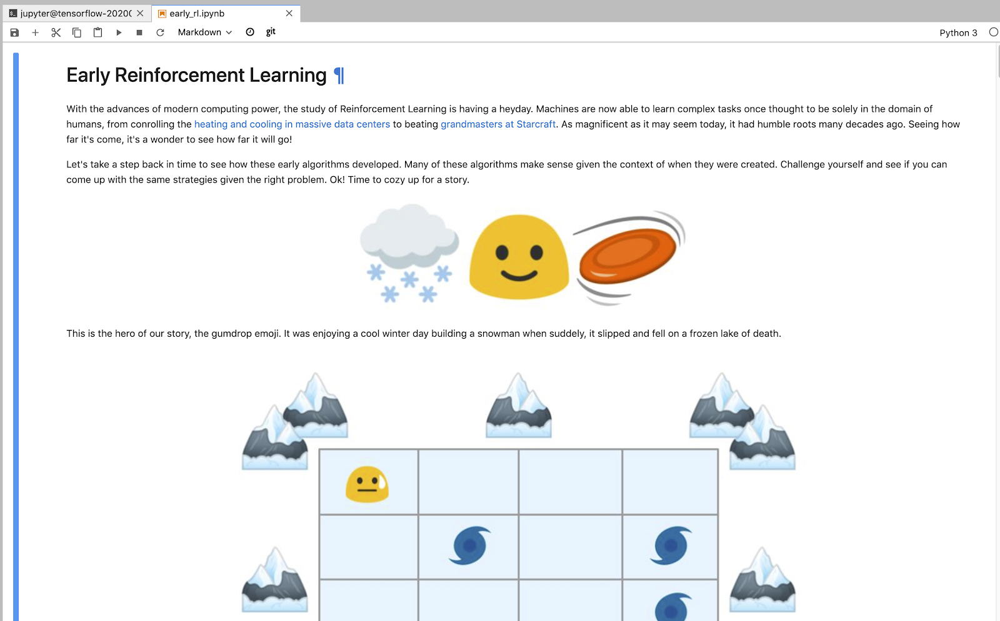 jupyter@tensorflow-2020
early_rl.ipynb
Markdown
git
Python 3
Early Reinforcement Learning ¶
With the advances of modern computing power, the study of Reinforcement Learning is having a heyday. Machines are now able to learn complex tasks once thought to be solely in the domain of
humans, from conrolling the heating and cooling in massive data centers to beating grandmasters at Starcraft. As magnificent as it may seem today, it had humble roots many decades ago. Seeing how
far it's come, it's a wonder to see how far it will go!
Let's take a step back in time to see how these early algorithms developed. Many of these algorithms make sense given the context of when they were created. Challenge yourself and see if you can
come up with the same strategies given the right problem. Ok! Time to cozy up for a story.
This is the hero of our story, the gumdrop emoji. It was enjoying a cool winter day building a snowman when suddely, it slipped and fell on a frozen lake of death.